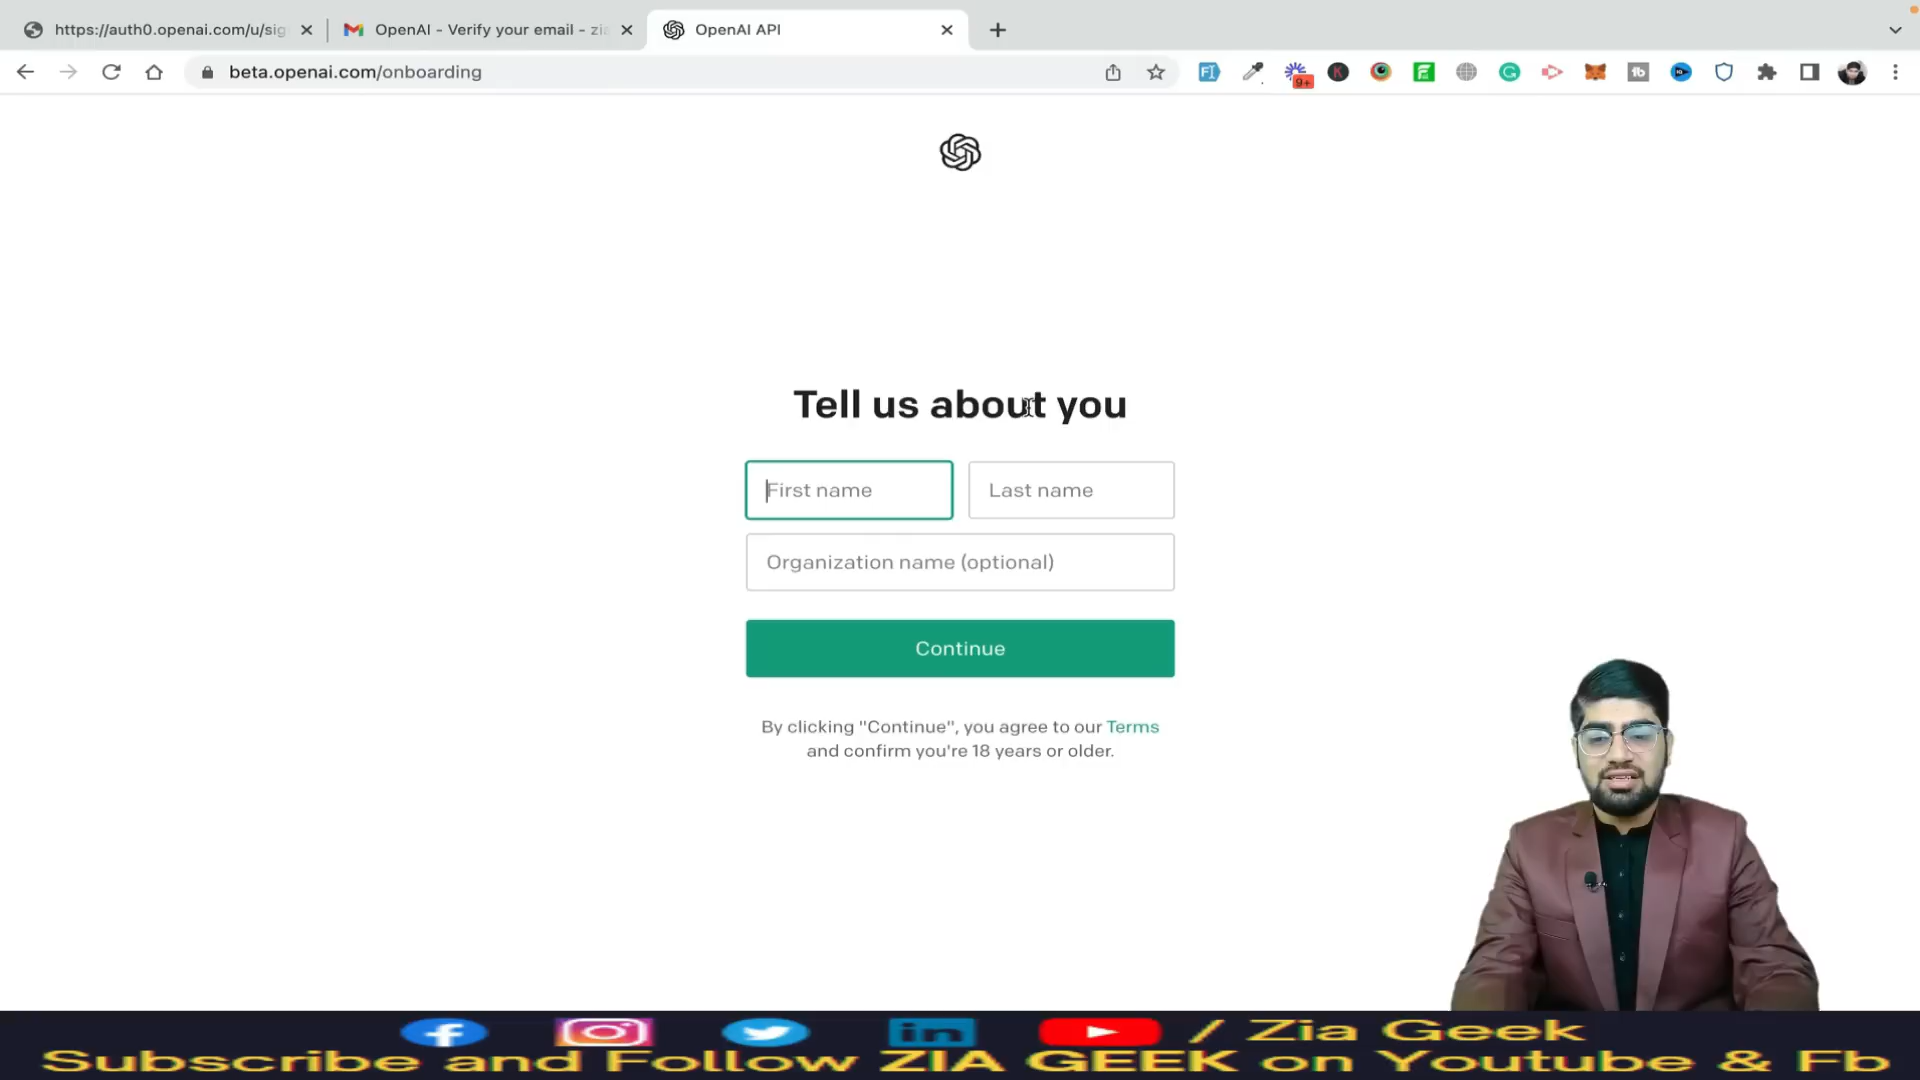 https://auth0.openai.com/u/sig
OpenAI - Verify your email - zia
OpenAI API
beta.openai.com/onboarding
9+
Tell us about you
First name
Last name
Organization name (optional)
Continue
By clicking "Continue", you agree to our Terms
and confirm you're 18 years or older.
/ Zia Geek
Subscribe and Follow ZIA GEEK on Youtube & Fb